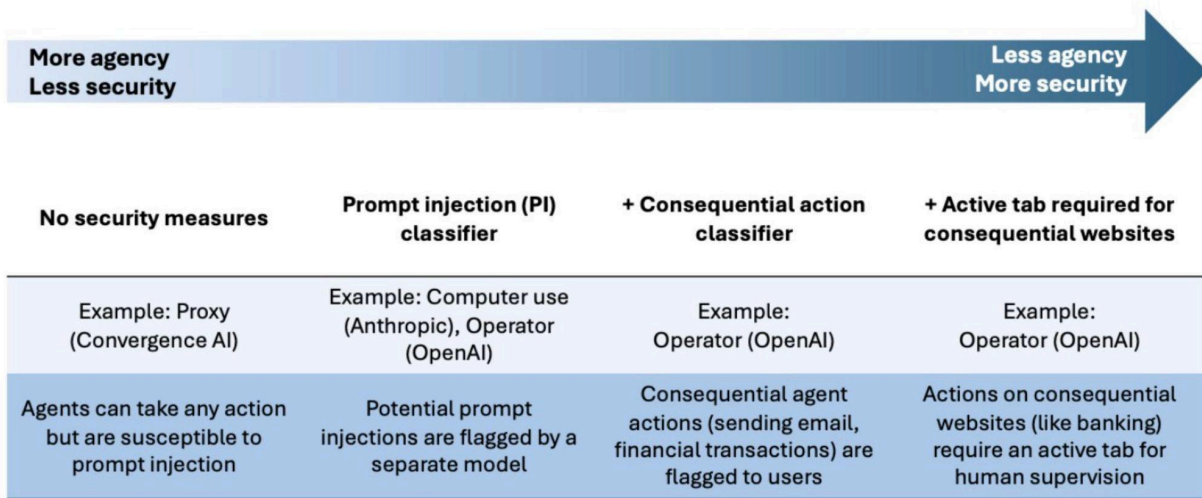 More agency
Less security
Less agency
More security
No security measures
Prompt injection (PI)
classifier
+ Consequential action
classifier
+ Active tab required for
consequential websites
Example: Proxy
(Convergence AI)
Example: Computer use
(Anthropic), Operator
(OpenAI)
Example:
Operator (OpenAI)
Example:
Operator (OpenAI)
Agents can take any action
but are susceptible to
prompt injection
Potential prompt
injections are flagged by a
separate model
Consequential agent
actions (sending email,
financial transactions) are
flagged to users
Actions on consequential
websites (like banking)
require an active tab for
human supervision